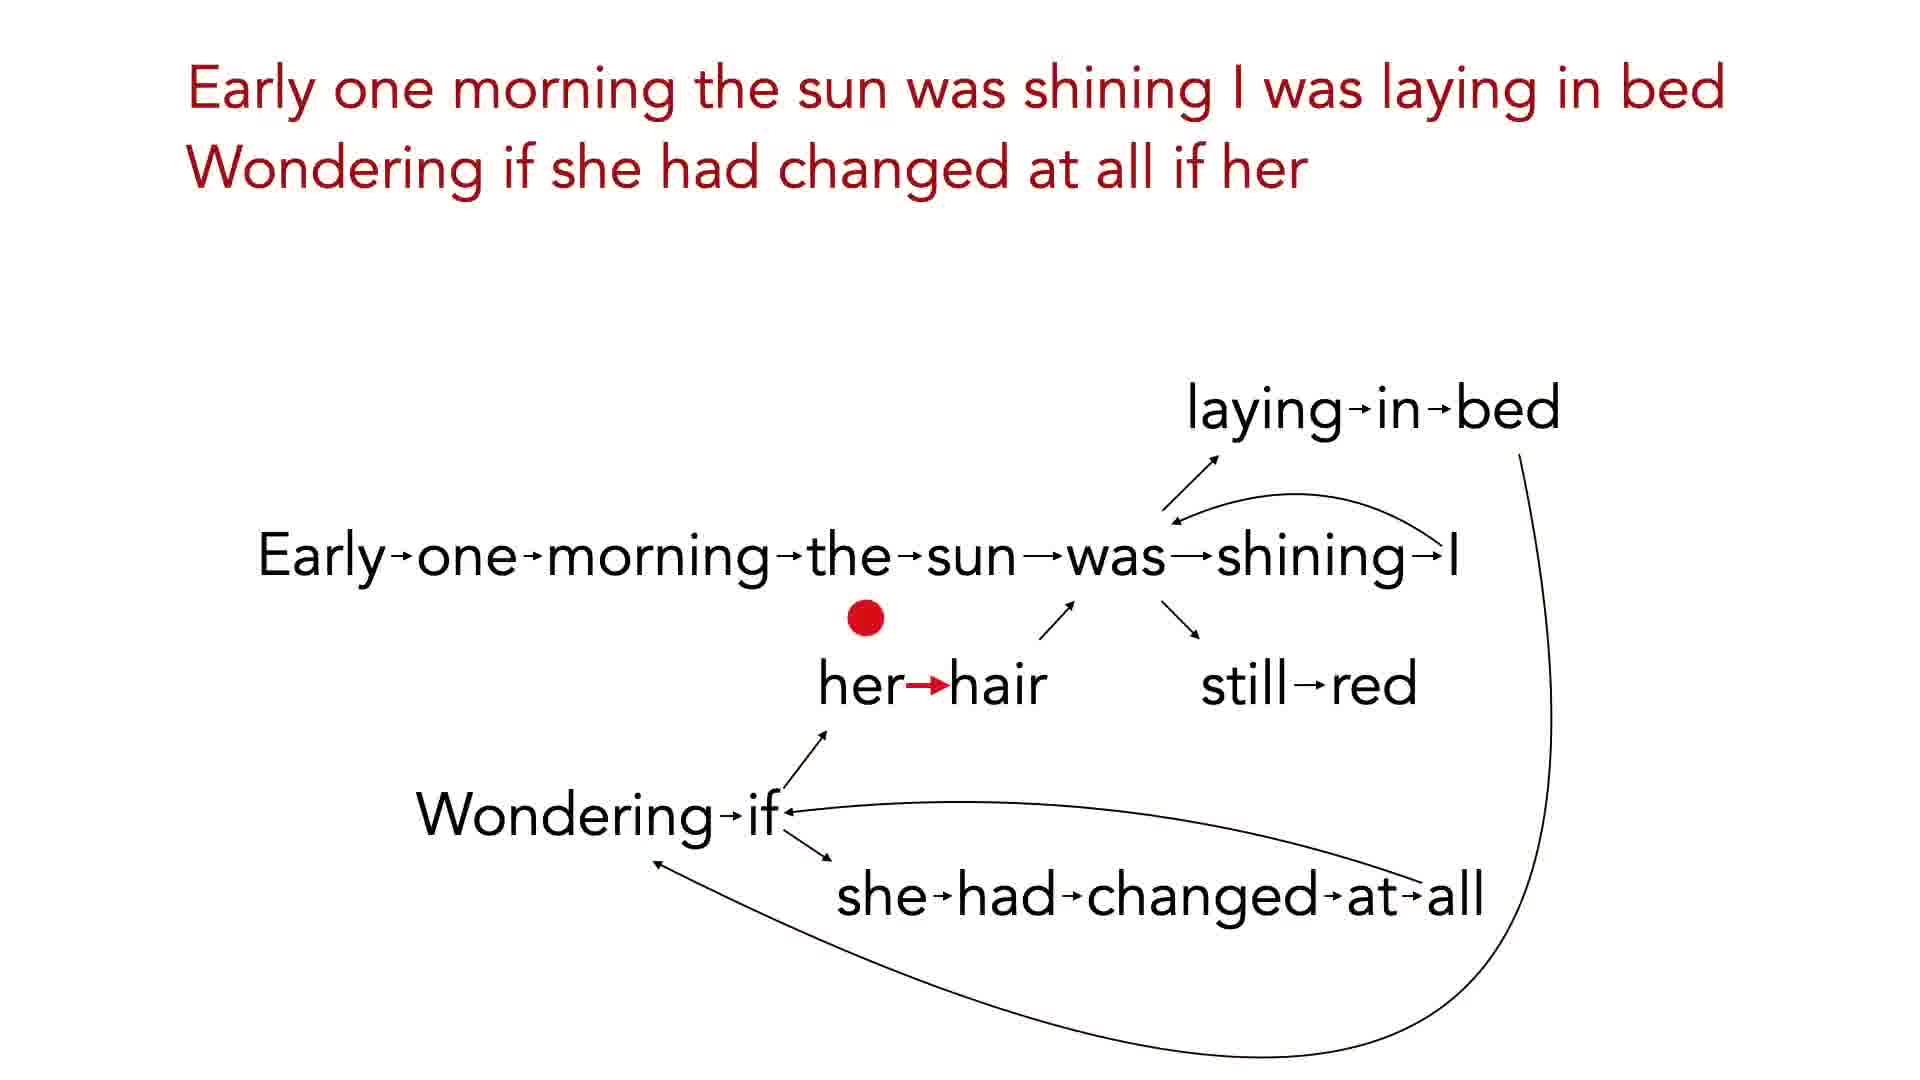 Early one morning the sun was shining I was laying in bed
Wondering if she had changed at all if her
laying in bed
Early one morning the sun was shining I
her hair
still red
Wondering if
she had changed at all